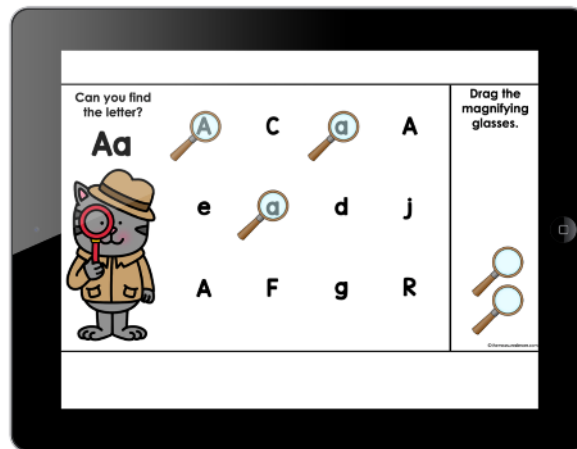 Can you find
the letter?
Aa
A C a A
e a d j
A F g R
Drag the
magnifying
glasses.